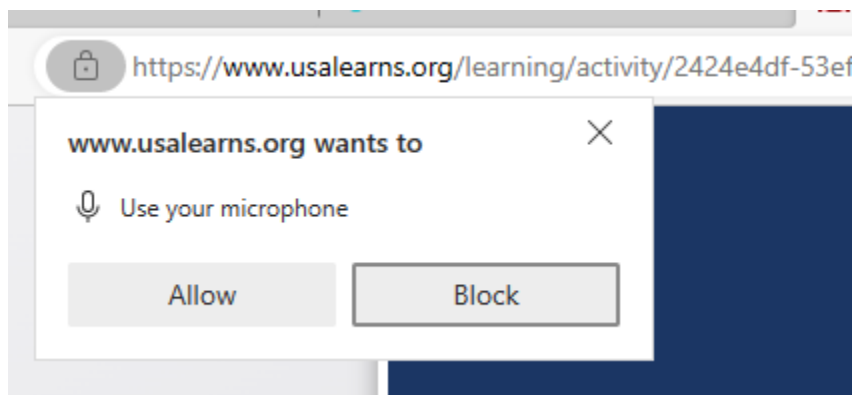 https://www.usalearns.org/learning/activity/2424e4df-53ef
www.usalearns.org wants to
Use your microphone
Allow
Block